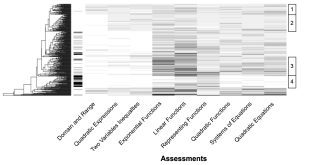 1
2
3
4
Domain and Range
Quadratic Expressions
Two Variables Inequalities
Exponential Functions
Linear Functions
Representing Functions
Quadratic Functions
Systems of Equations
Quadratic Equations
Assessments